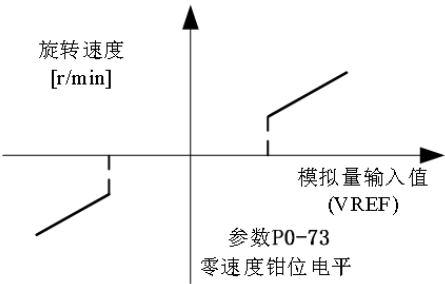 旋转速度
[r/min]
模拟量输入值
(VREF)
参数P0-73
零速度钳位电平